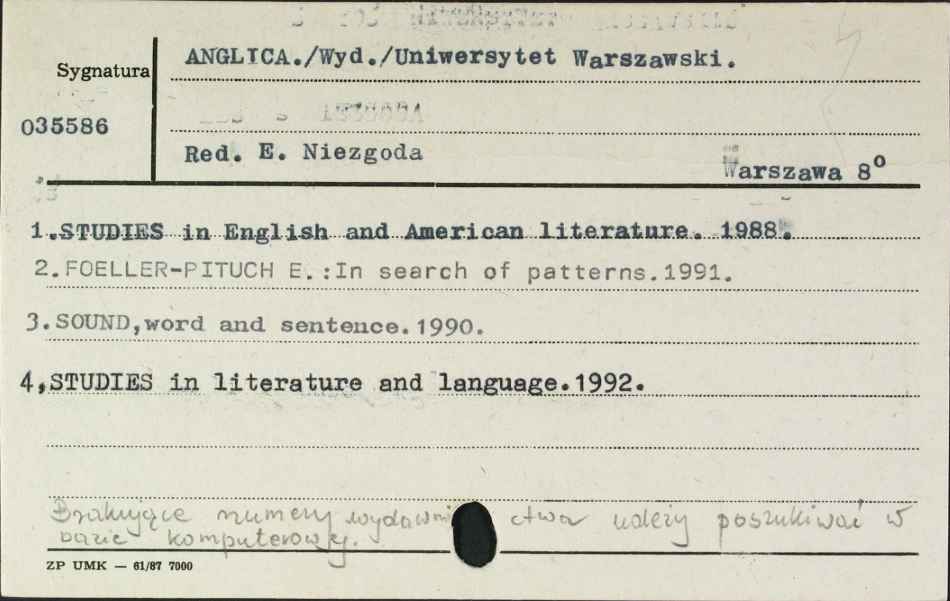 ANGLICA./Wyd./Uniwersytet Warszawski.
Sygnatura
035586
Red. E. Niezgoda
Warszawa 8°
1.STUDIES in English and American literature. 1988.
2.FOELLER-PITUCH E.:In search of patterns.1991.
3.SOUND,word and sentence.1990.
4,STUDIES in literature and language.1992.
Brakujące numery wydawni ctwa należy poszukiwać w
bazie komputerowej.
ZP UMK — 61/87 7000